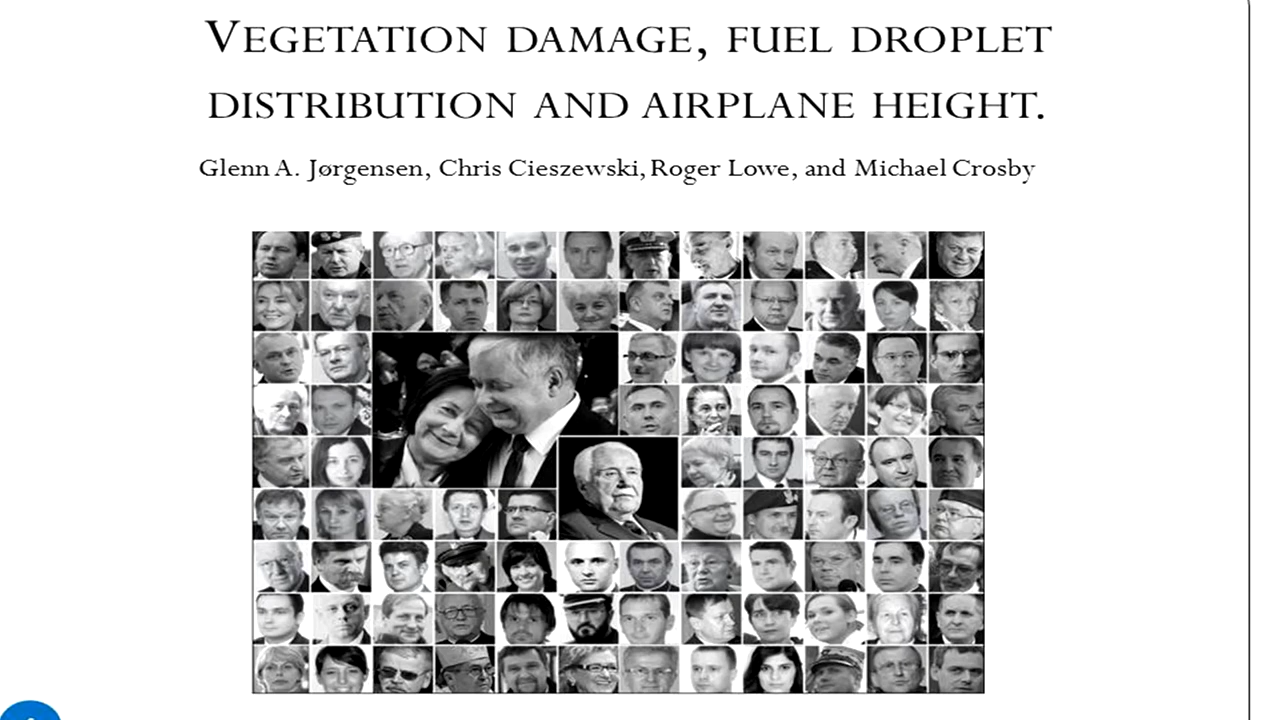 VEGETATION DAMAGE, FUEL DROPLET
DISTRIBUTION AND AIRPLANE HEIGHT.
Glenn A. Jørgensen, Chris Cieszewski, Roger Lowe, and Michael Crosby